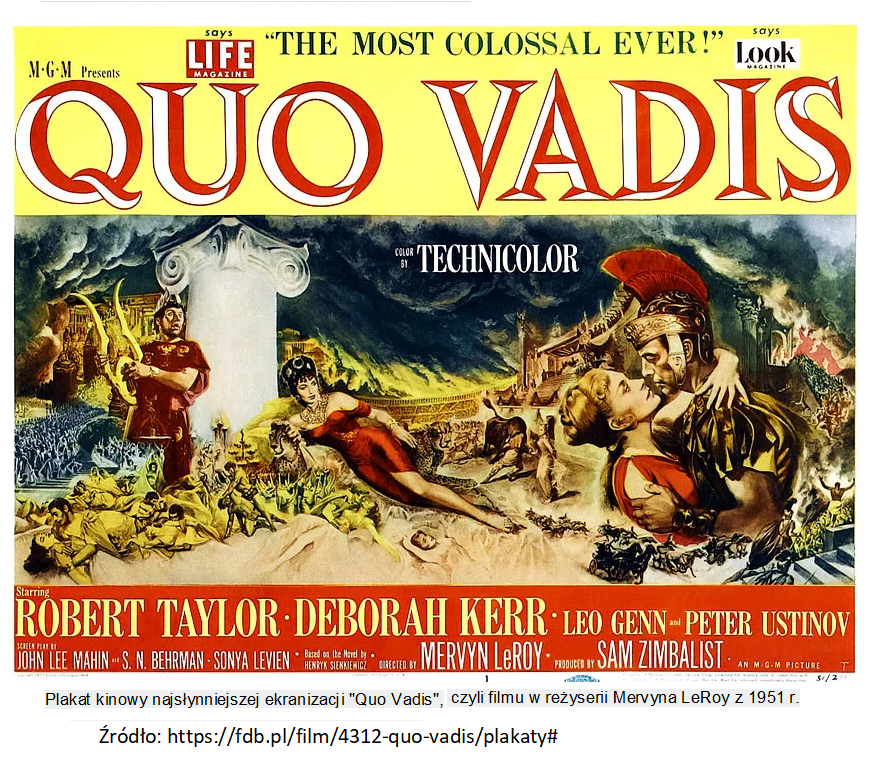 says
LIFE
MAGAZINE
"THE MOST COLOSSAL EVER!"
says
Look
MAGAZINE
M·G·M Presents
QUO VADIS
COLOR BY TECHNICOLOR
Starring
ROBERT TAYLOR · DEBORAH KERR · LEO GENN and PETER USTINOV
SCREEN PLAY BY
JOHN LEE MAHIN and S. N. BEHRMAN · SONYA LEVIEN · Based on the Novel by HENRYK SIENKIEWICZ · DIRECTED BY MERVYN LeROY · PRODUCED BY SAM ZIMBALIST · AN M-G-M PICTURE
Plakat kinowy najsłynniejszej ekranizacji "Quo Vadis", czyli filmu w reżyserii Mervyna LeRoy z 1951 r.
Źródło: https://fdb.pl/film/4312-quo-vadis/plakaty#